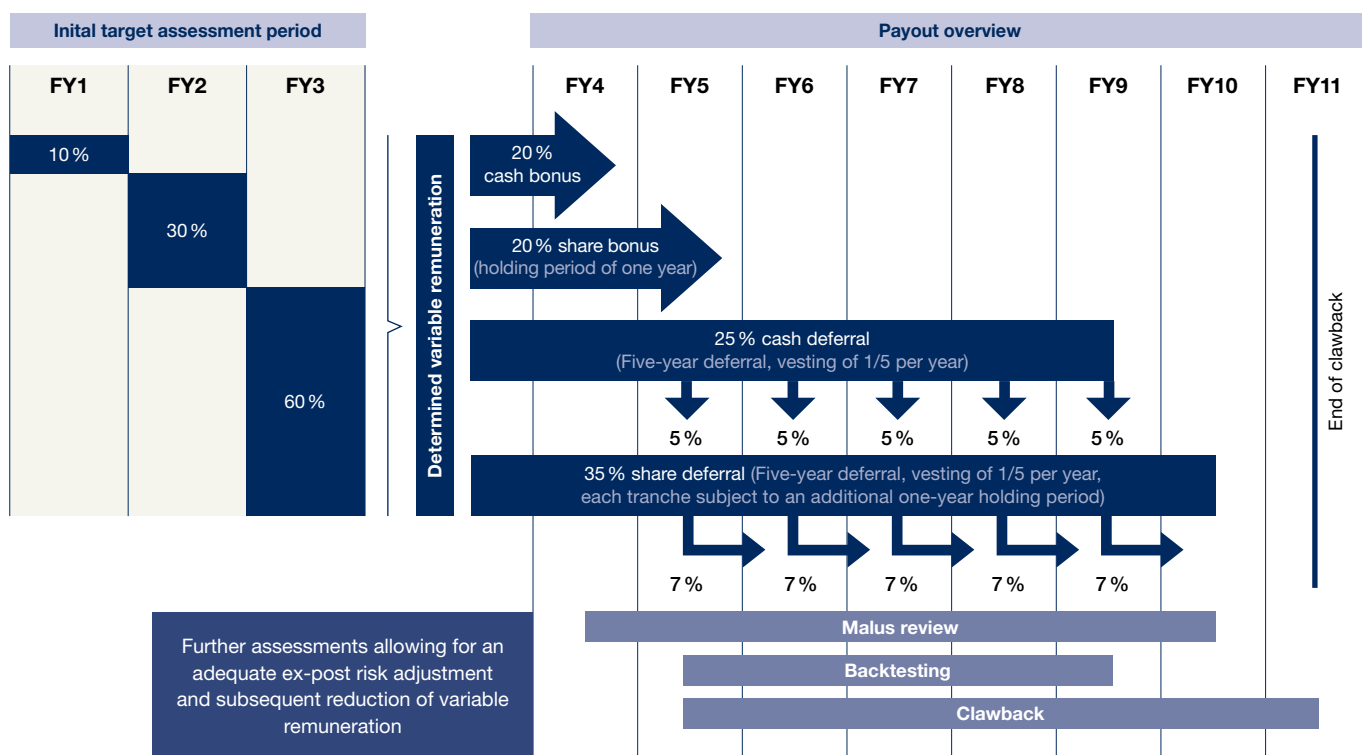 Inital target assessment period
Payout overview
FY1 FY2 FY3 FY4 FY5 FY6 FY7 FY8 FY9 FY10 FY11
10 %
30 %
60 %
Determined variable remuneration
20 %
cash bonus
20 % share bonus
(holding period of one year)
25 % cash deferral
(Five-year deferral, vesting of 1/5 per year)
5 % 5 % 5 % 5 % 5 %
35 % share deferral (Five-year deferral, vesting of 1/5 per year,
each tranche subject to an additional one-year holding period)
7 % 7 % 7 % 7 % 7 %
End of clawback
Further assessments allowing for an
adequate ex-post risk adjustment
and subsequent reduction of variable
remuneration
Malus review
Backtesting
Clawback